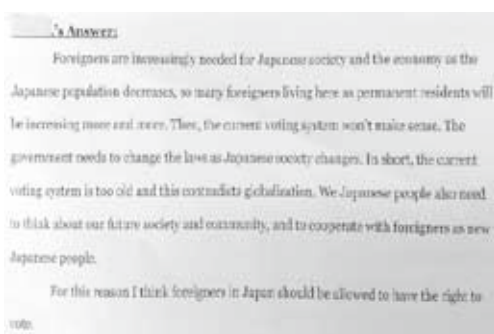 's Answer:
Foreigners are increasingly needed for Japanese society and the economy as the
Japanese population decreases, so many foreigners living here as permanent residents will
be increasing more and more. Then, the current voting system won't make sense. The
government needs to change the laws as Japanese society changes. In short, the current
voting system is too old and this contradicts globalization. We Japanese people also need
to think about our future society and community, and to cooperate with foreigners as new
Japanese people.
For this reason I think foreigners in Japan should be allowed to have the right to
vote.